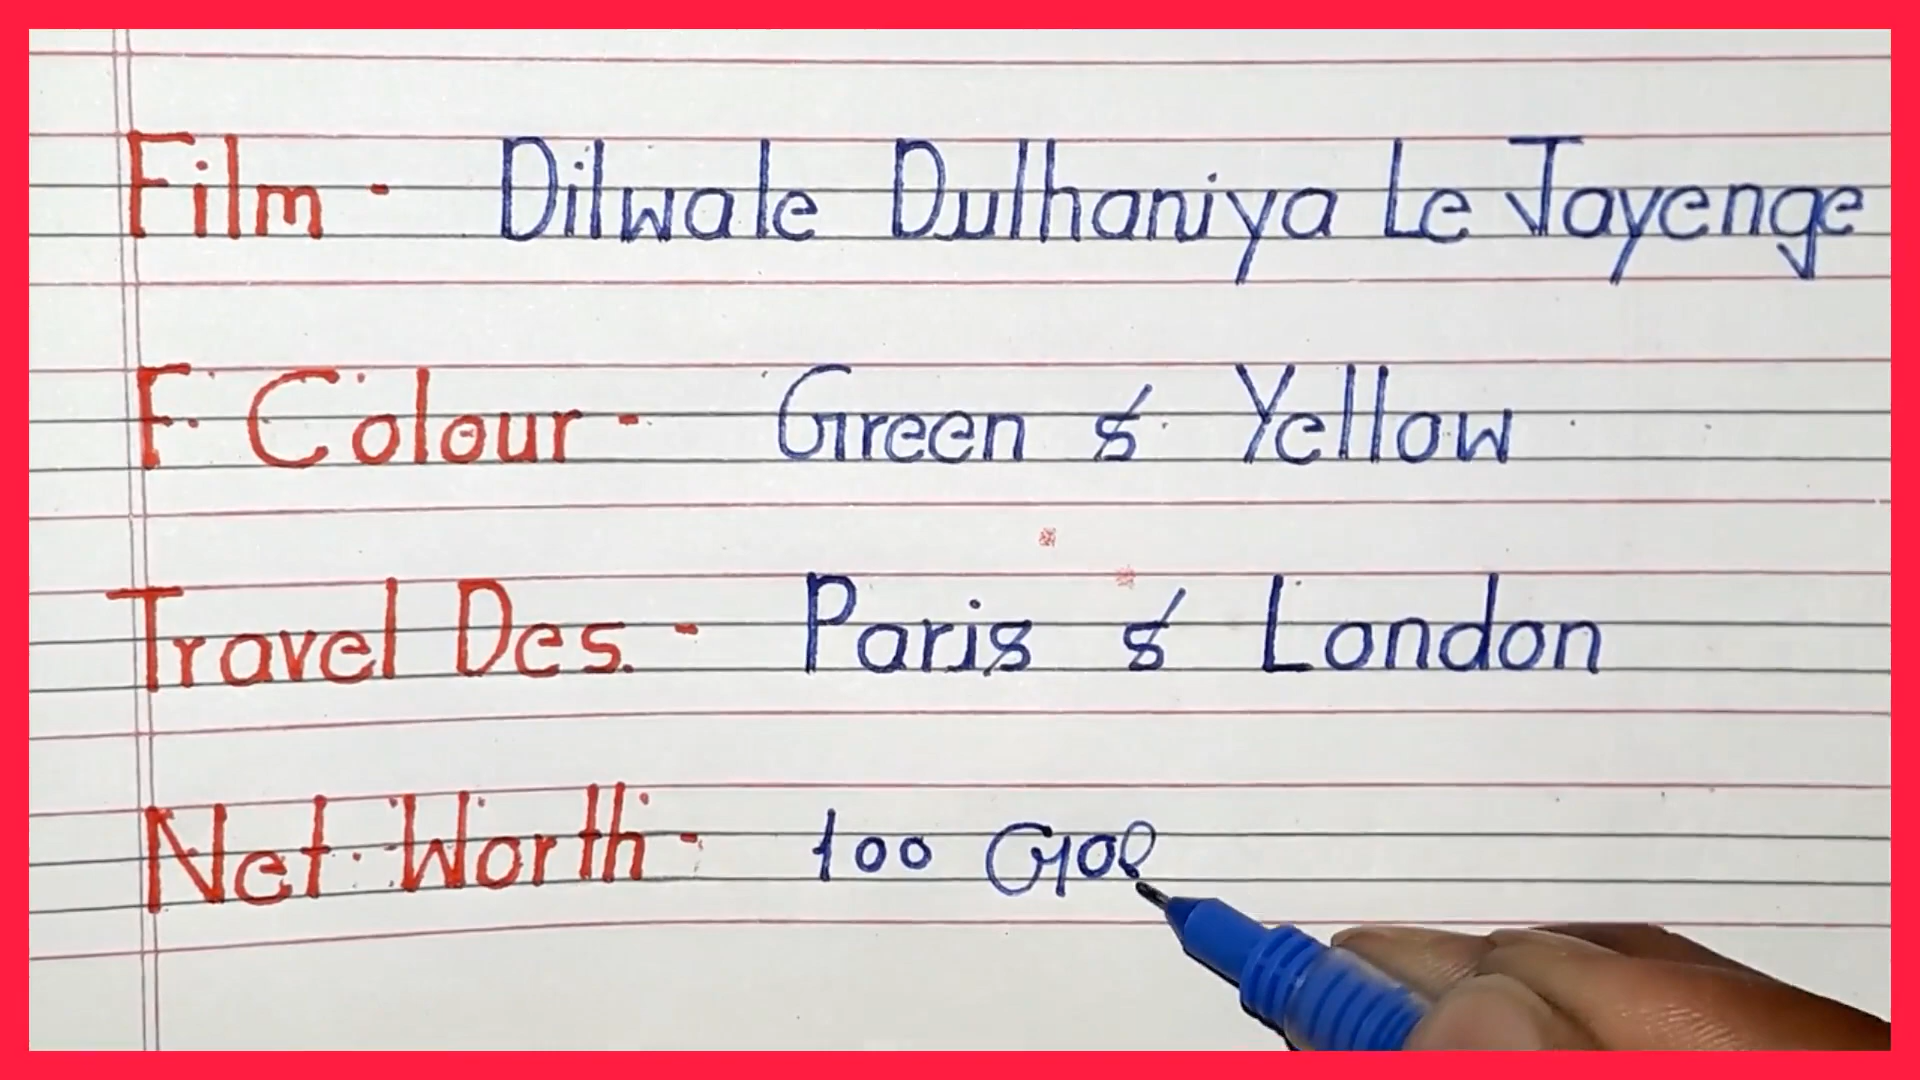 Film - Dilwale Dulhaniya Le Jayenge
F. Colour - Green & Yellow
Travel Des. - Paris & London
Net Worth - 100